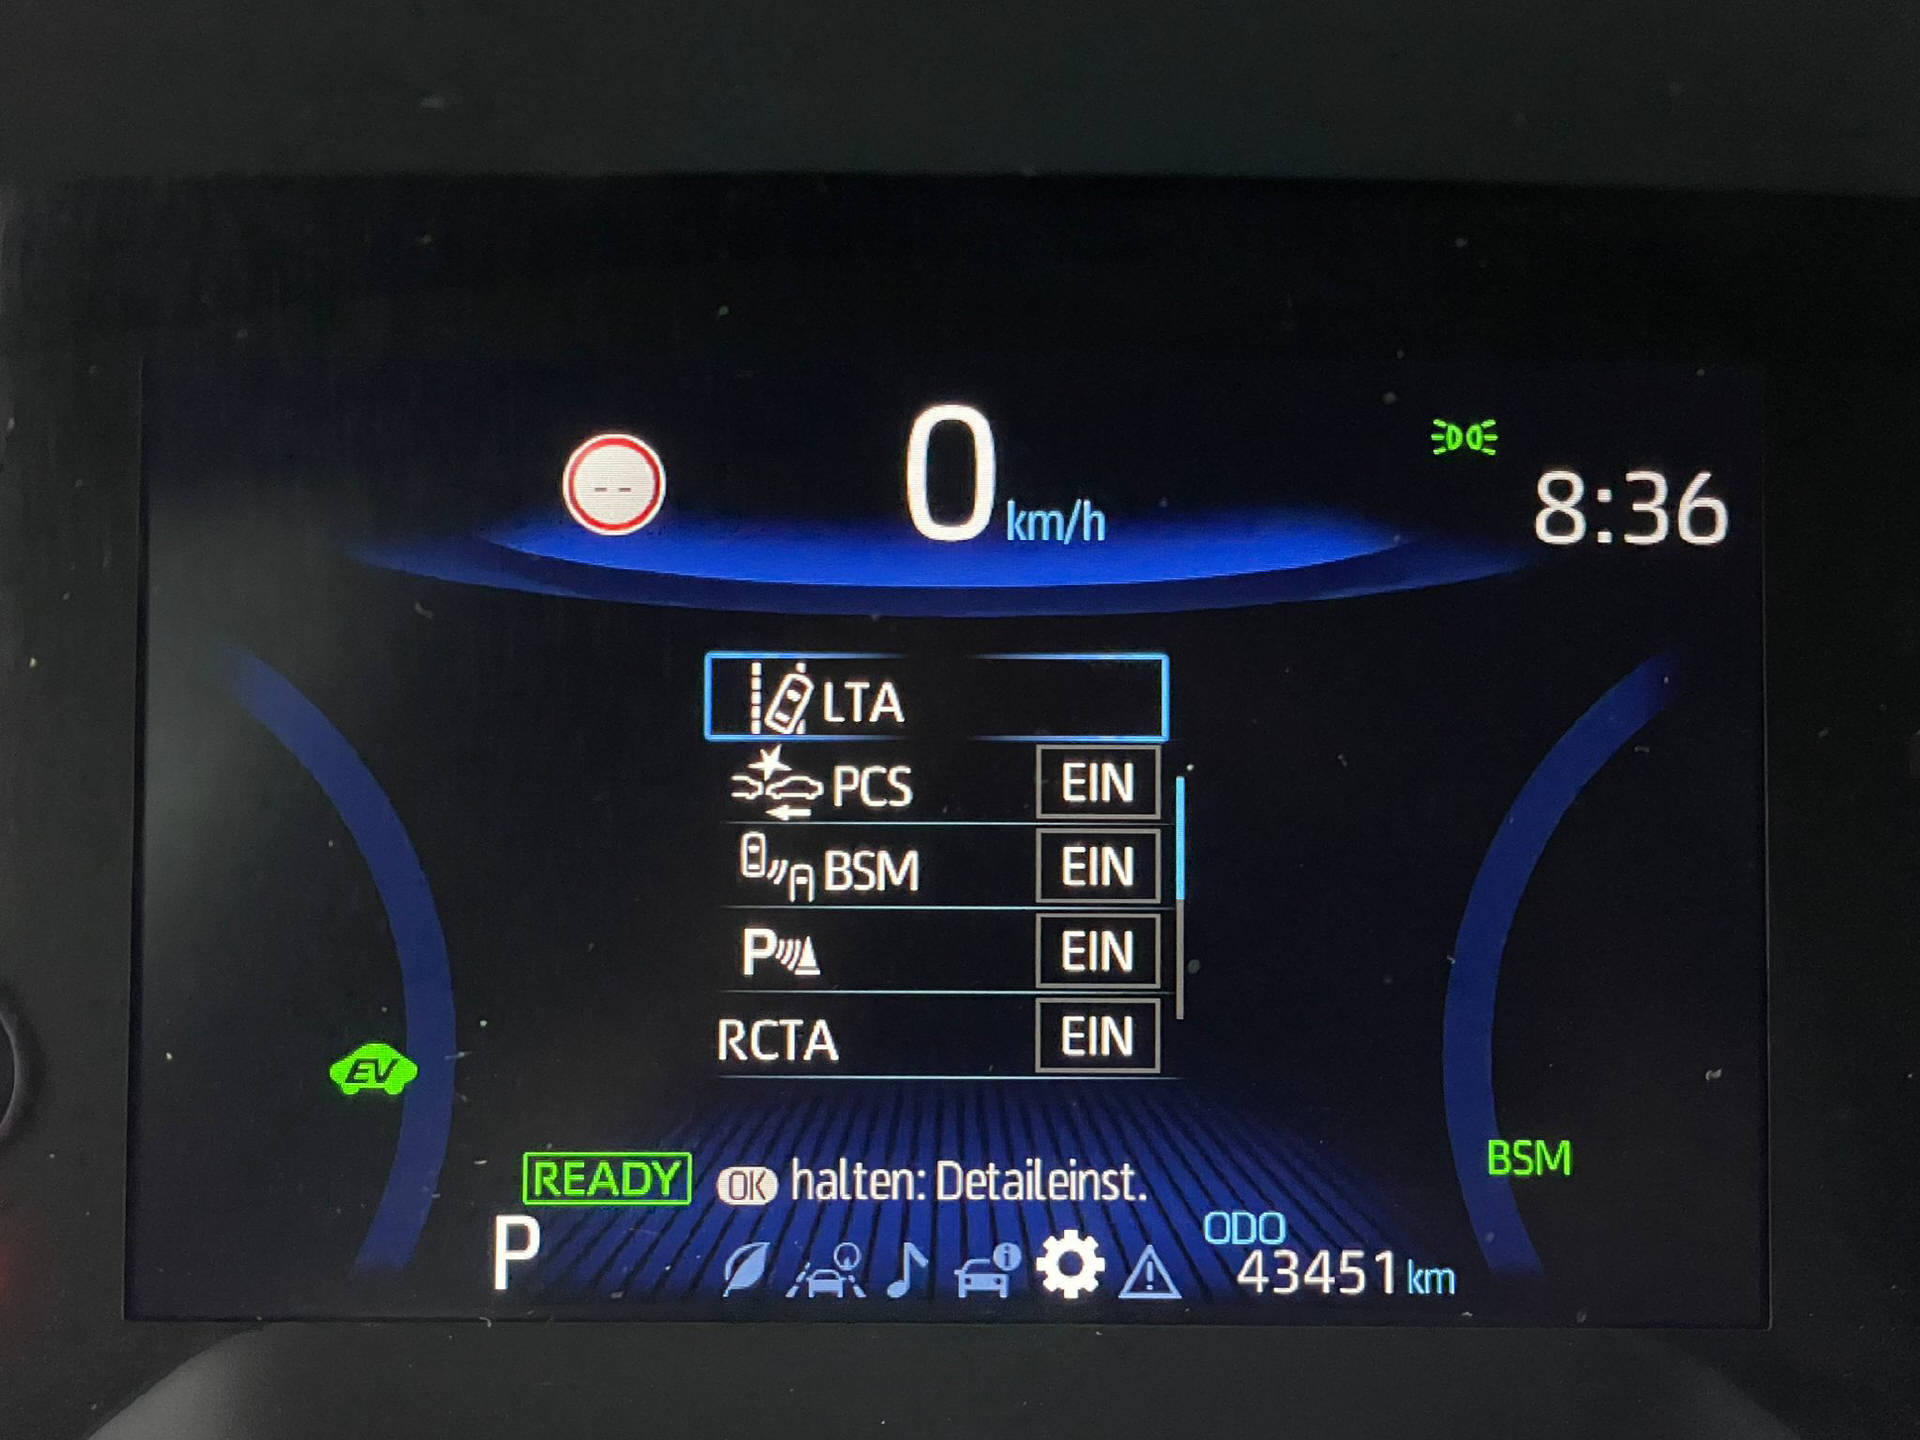 -- 0 km/h
8:36
LTA
PCS EIN
BSM EIN
P EIN
RCTA EIN
EV
BSM
READY OK halten: Detaileinst.
P
ODO
43451 km